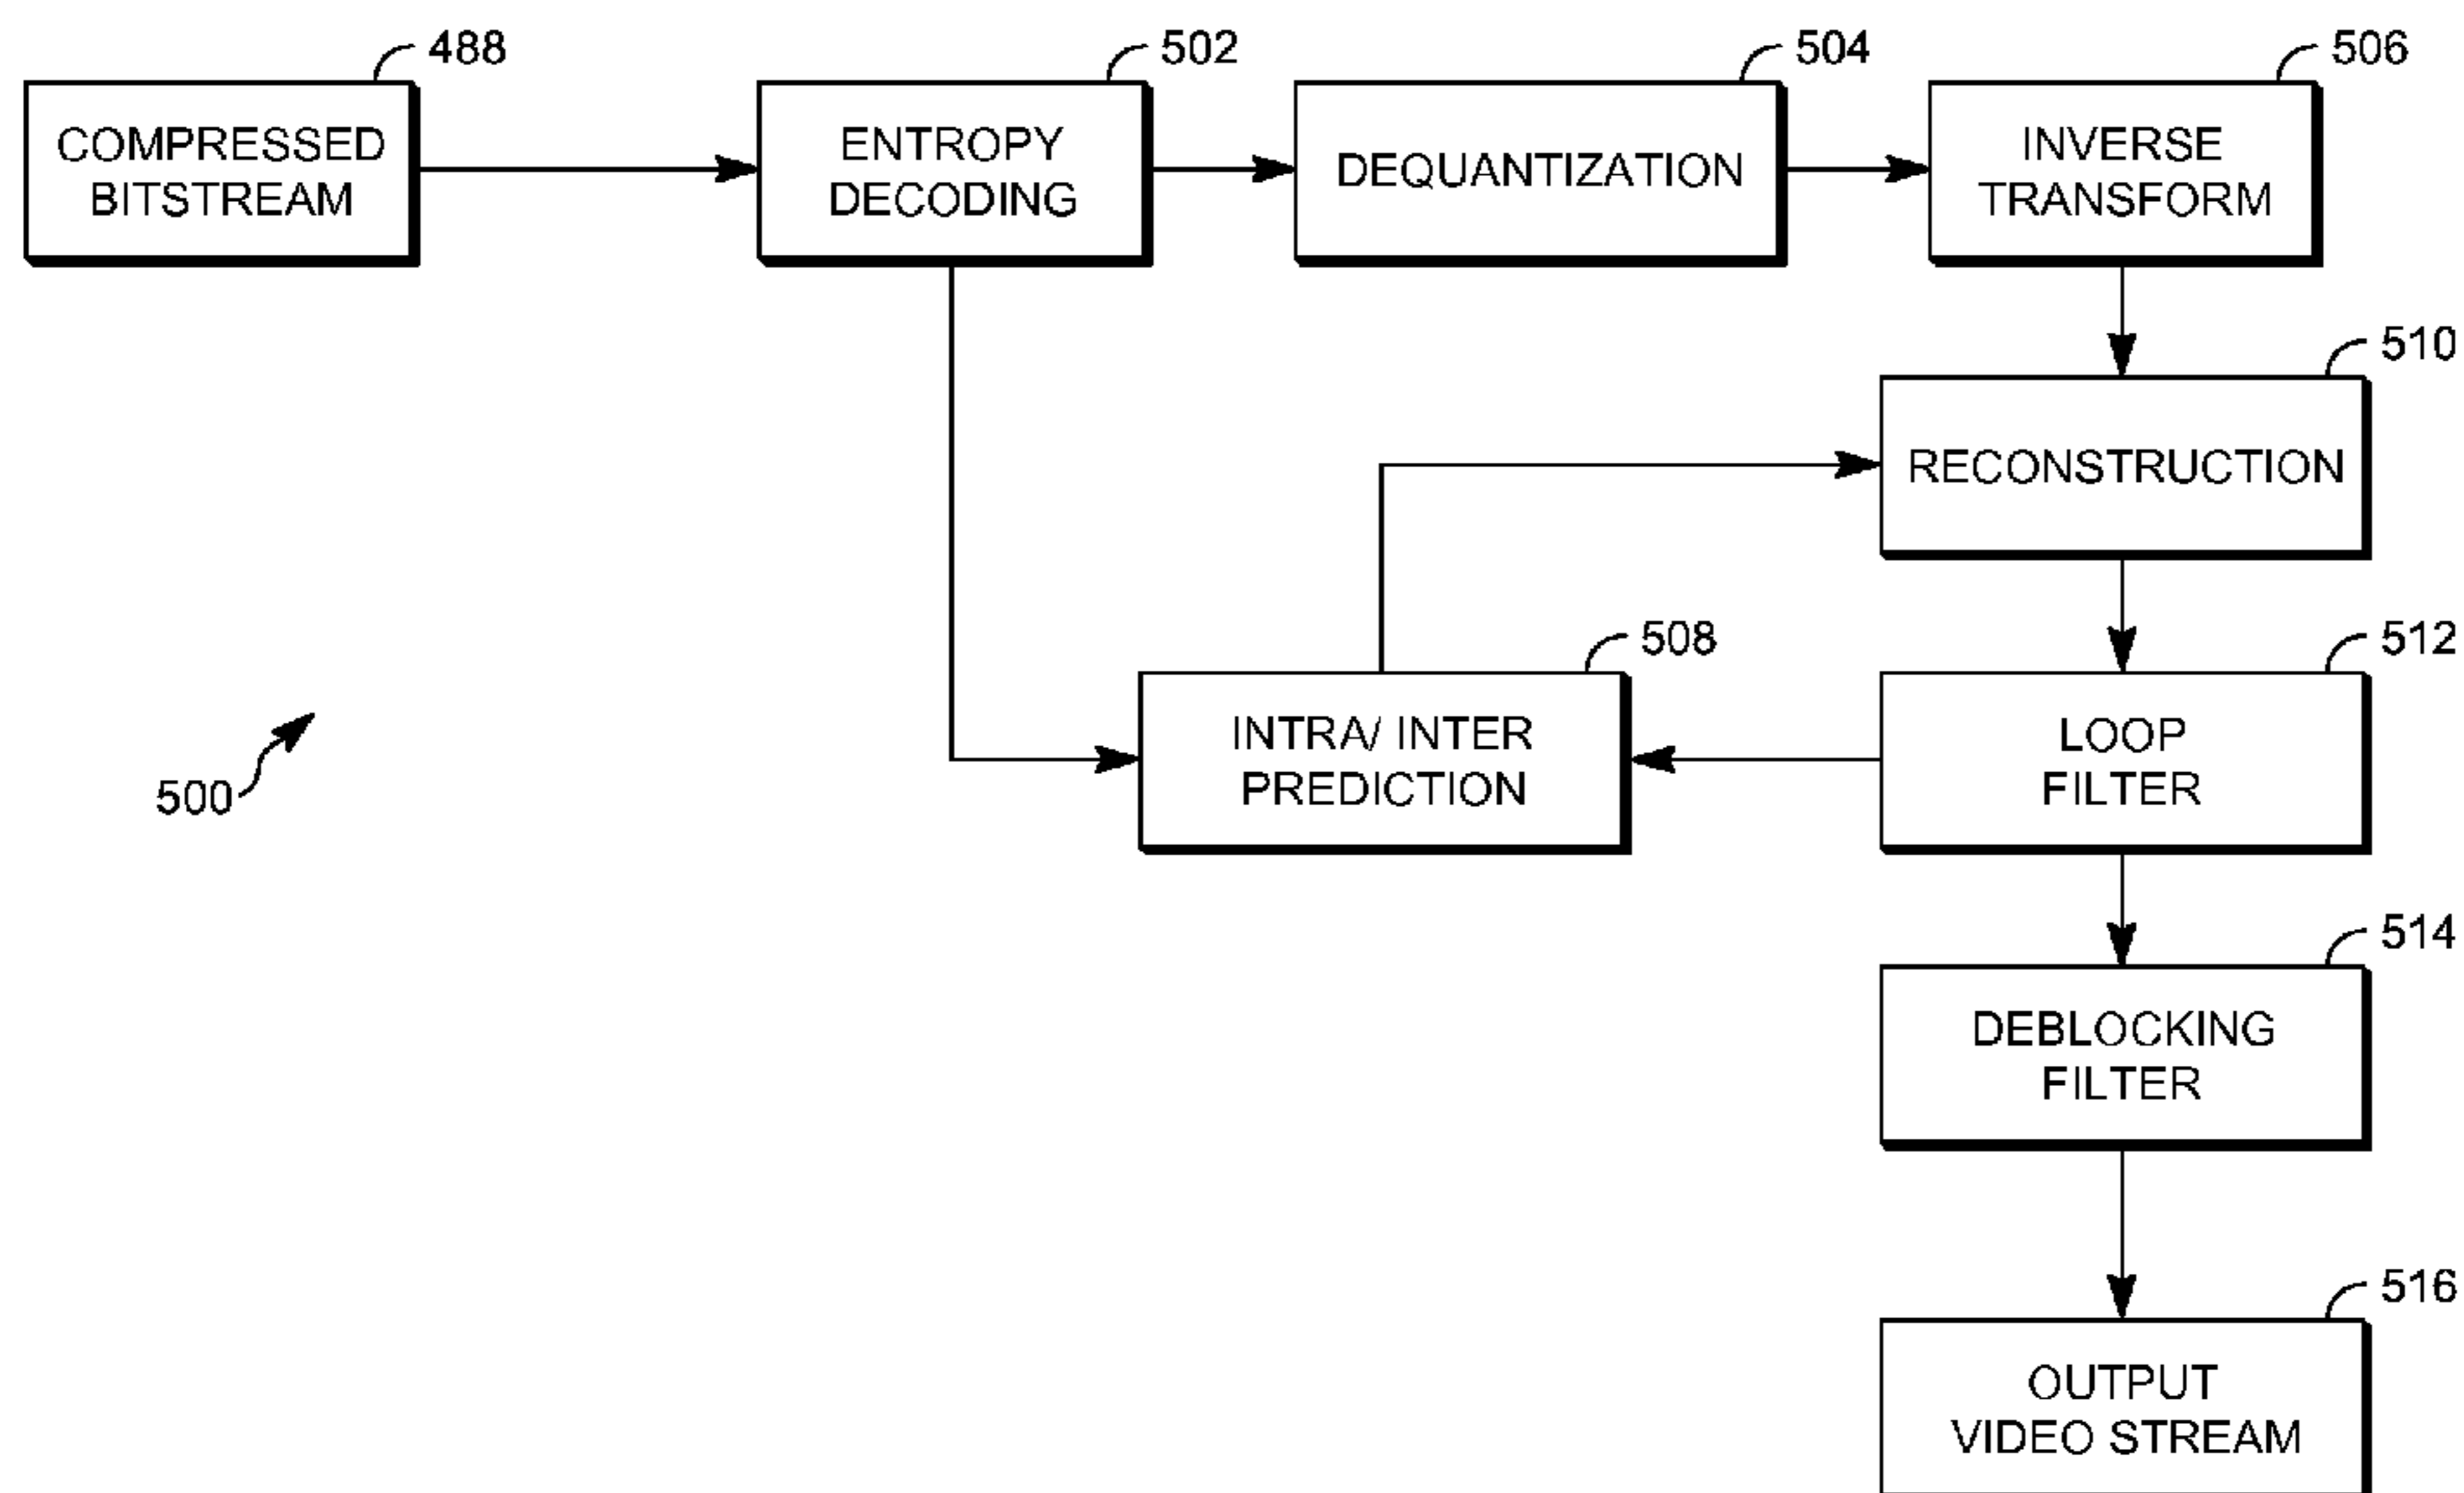 488
COMPRESSED
BITSTREAM
502
ENTROPY
DECODING
504
DEQUANTIZATION
506
INVERSE
TRANSFORM
510
RECONSTRUCTION
508
INTRA/ INTER
PREDICTION
512
LOOP
FILTER
500
514
DEBLOCKING
FILTER
516
OUTPUT
VIDEO STREAM